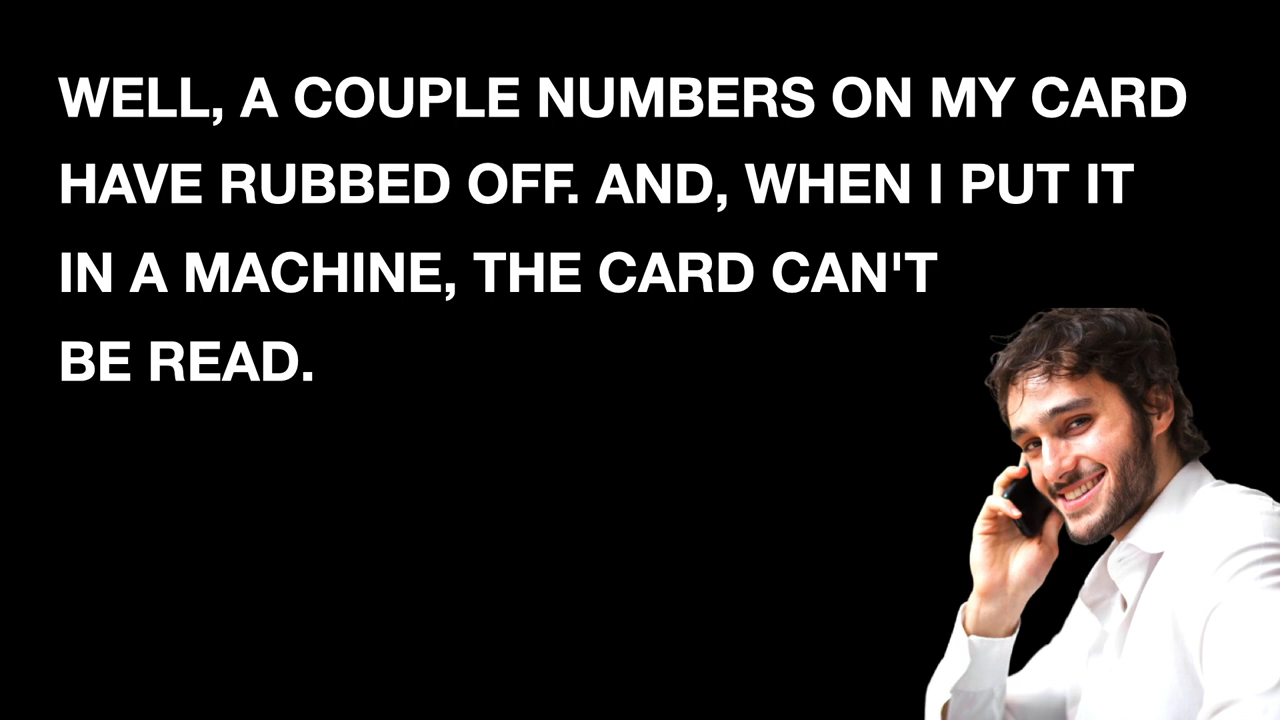 WELL, A COUPLE NUMBERS ON MY CARD
HAVE RUBBED OFF. AND, WHEN I PUT IT
IN A MACHINE, THE CARD CAN'T
BE READ.